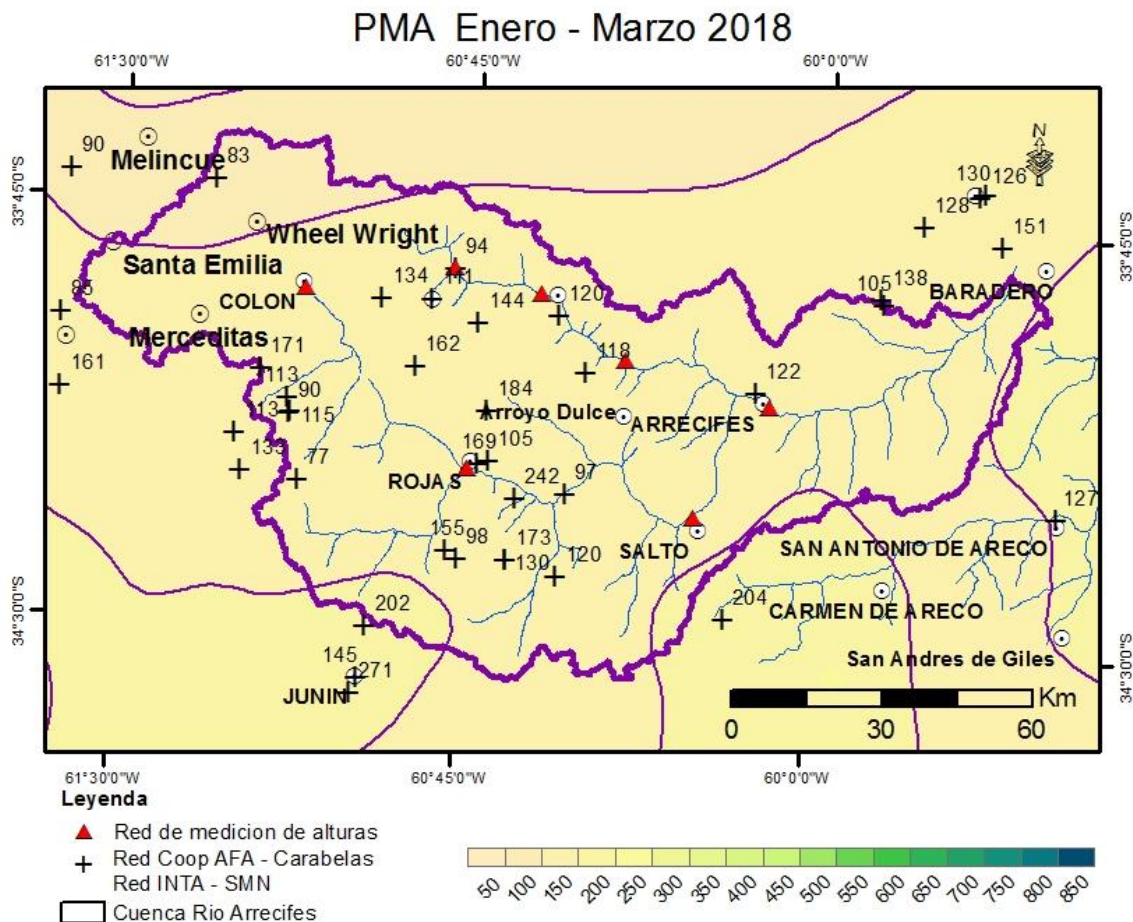 PMA Enero - Marzo 2018
61°30'0"W 60°45'0"W 60°0'0"W
33°45'0"S
33°45'0"S
34°30'0"S
34°30'0"S
N
90
Melincue
83
130 126
128
151
Wheel Wright
94
Santa Emilia
134
111
144
120
105 138
BARADERO
85
COLON
Merceditas
161
171
162
118
113
90
184
122
115
Arroyo Dulce
ARRECIFES
133
77
169 105
ROJAS
242 97
127
155 98
173
130
120
SALTO
SAN ANTONIO DE ARECO
202
204
CARMEN DE ARECO
145
271
JUNIN
San Andres de Giles
Km
0 30 60
61°30'0"W 60°45'0"W 60°0'0"W
Leyenda
Red de medicion de alturas
Red Coop AFA - Carabelas
Red INTA - SMN
Cuenca Rio Arrecifes
50 100 150 200 250 300 350 400 450 500 550 600 650 700 750 800 850